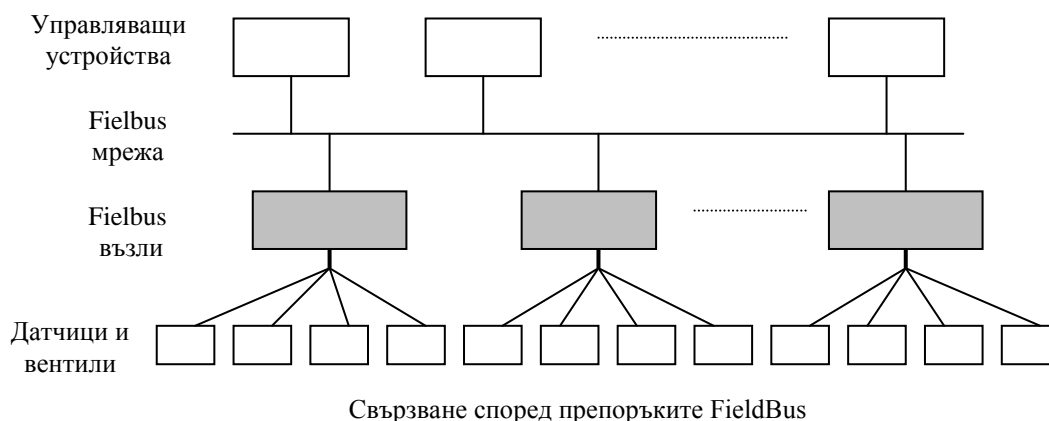 Управляващи
устройства
Fielbus
мрежа
Fielbus
възли
Датчици и
вентили
Свързване според препоръките FieldBus